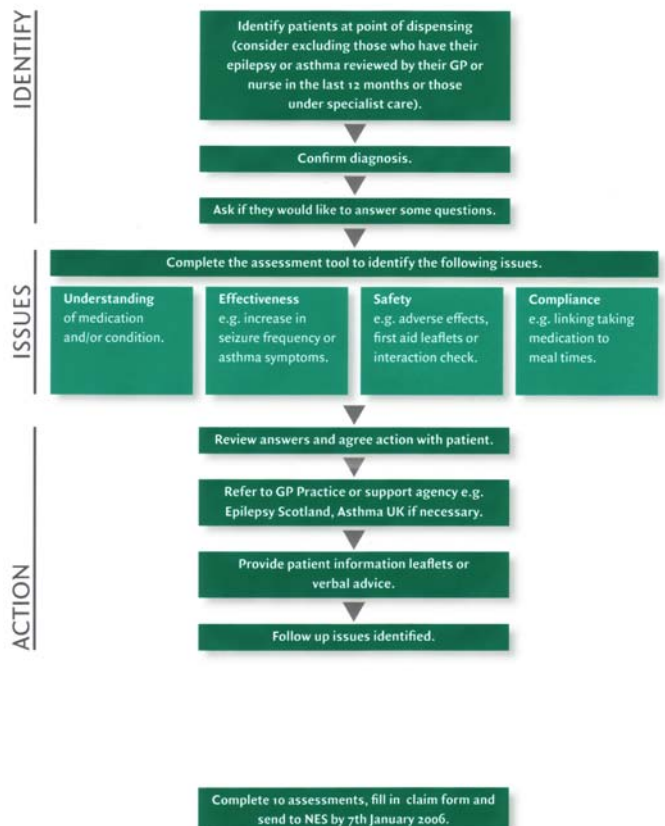 IDENTIFY
Identify patients at point of dispensing
(consider excluding those who have their
epilepsy or asthma reviewed by their GP or
nurse in the last 12 months or those
under specialist care).
Confirm diagnosis.
Ask if they would like to answer some questions.
ISSUES
Complete the assessment tool to identify the following issues.
Understanding
of medication
and/or condition.
Effectiveness
e.g. increase in
seizure frequency or
asthma symptoms.
Safety
e.g. adverse effects,
first aid leaflets or
interaction check.
Compliance
e.g. linking taking
medication to
meal times.
ACTION
Review answers and agree action with patient.
Refer to GP Practice or support agency e.g.
Epilepsy Scotland, Asthma UK if necessary.
Provide patient information leaflets or
verbal advice.
Follow up issues identified.
Complete 10 assessments, fill in claim form and
send to NES by 7th January 2006.